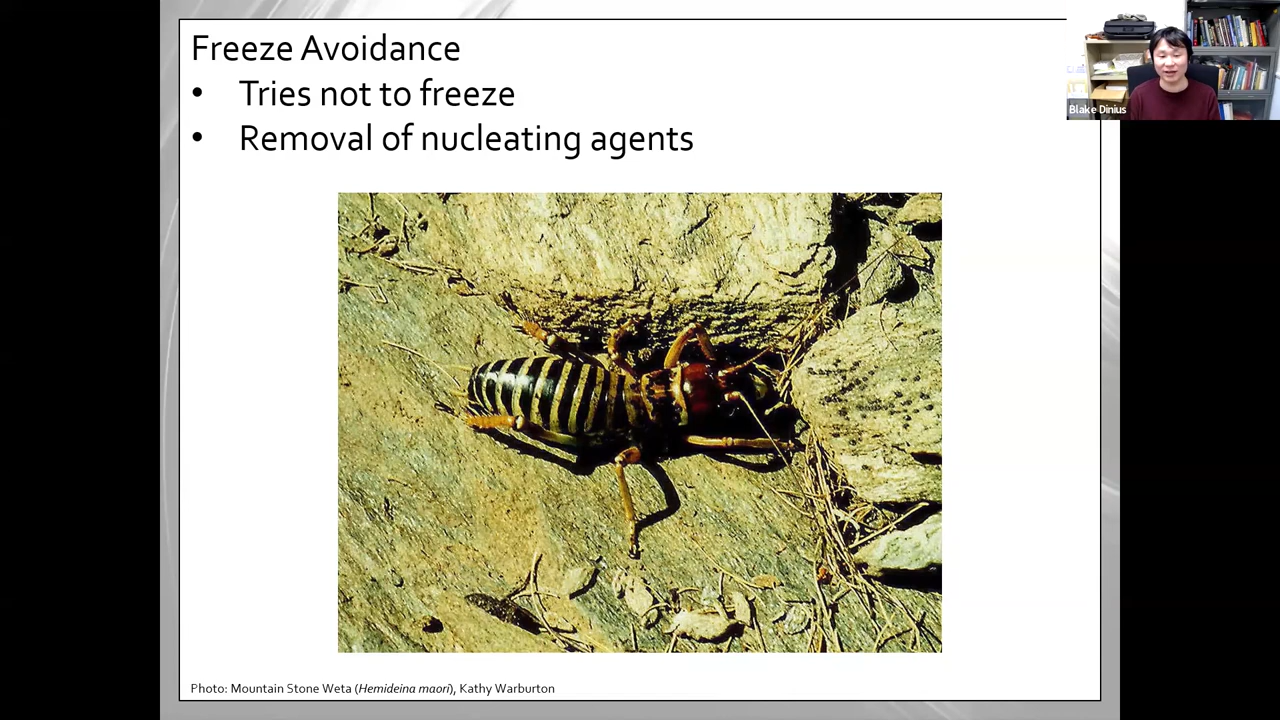 Freeze Avoidance
• Tries not to freeze
• Removal of nucleating agents
Blake Dinius
Photo: Mountain Stone Weta (Hemideina maori), Kathy Warburton